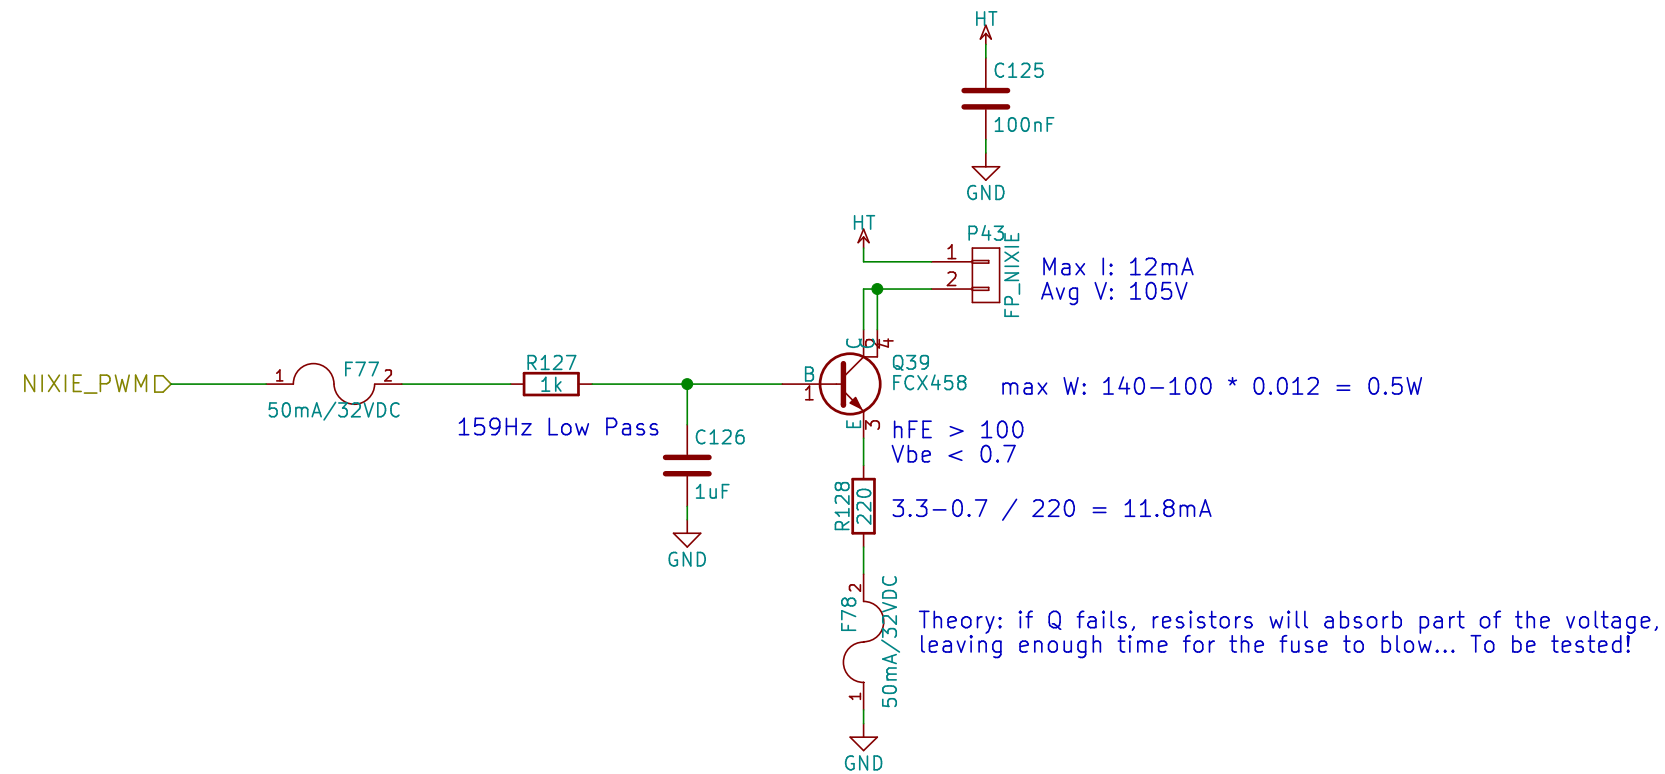 HT
C125
100nF
GND
HT
P43
1
2
FP_NIXIE
Max I: 12mA
Avg V: 105V
NIXIE_PWM
1
F77
2
50mA/32VDC
R127
1k
159Hz Low Pass
C126
1uF
GND
C
4
B
1
E
3
Q39
FCX458
max W: 140-100 * 0.012 = 0.5W
hFE > 100
Vbe < 0.7
R128
220
3.3-0.7 / 220 = 11.8mA
2
F78
50mA/32VDC
1
Theory: if Q fails, resistors will absorb part of the voltage,
leaving enough time for the fuse to blow... To be tested!
GND